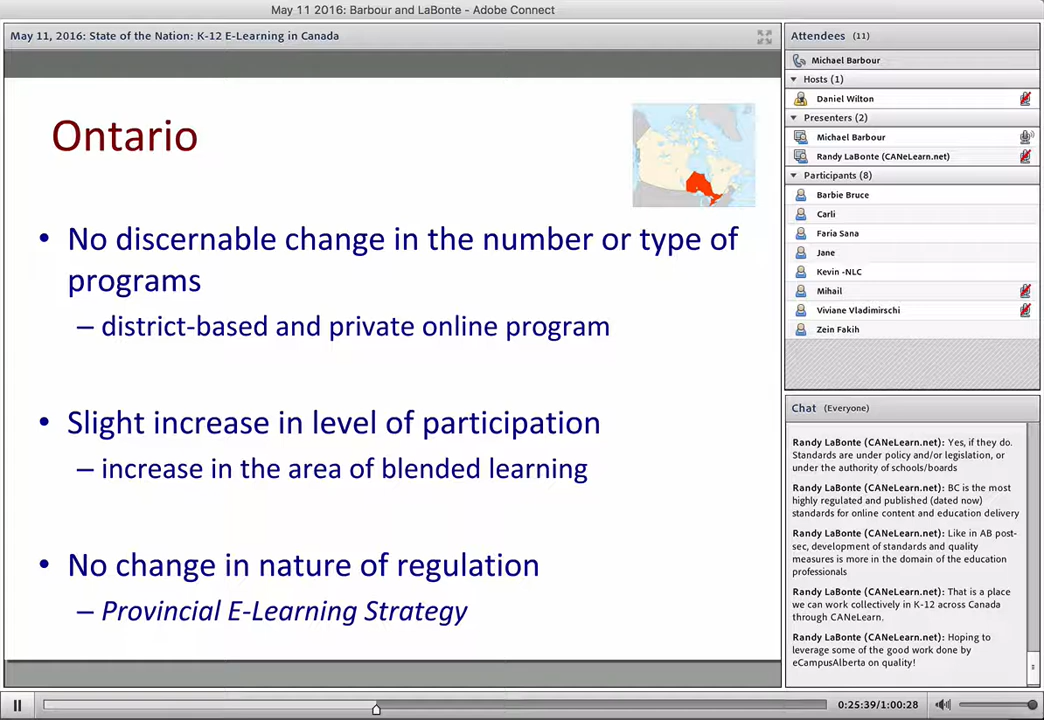 May 11 2016: Barbour and LaBonte - Adobe Connect
May 11, 2016: State of the Nation: K-12 E-Learning in Canada
Ontario
• No discernable change in the number or type of
programs
– district-based and private online program
• Slight increase in level of participation
– increase in the area of blended learning
• No change in nature of regulation
– Provincial E-Learning Strategy
Attendees (11)
Michael Barbour
Hosts (1)
Daniel Wilton
Presenters (2)
Michael Barbour
Randy LaBonte (CANeLearn.net)
Participants (8)
Barbie Bruce
Carli
Faria Sana
Jane
Kevin -NLC
Mihail
Viviane Vladimirschi
Zein Fakih
Chat (Everyone)
Randy LaBonte (CANeLearn.net): Yes, if they do.
Standards are under policy and/or legislation, or
under the authority of schools/boards
Randy LaBonte (CANeLearn.net): BC is the most
highly regulated and published (dated now)
standards for online content and education delivery
Randy LaBonte (CANeLearn.net): Like in AB post-
sec, development of standards and quality
measures is more in the domain of the education
professionals
Randy LaBonte (CANeLearn.net): That is a place
we can work collectively in K-12 across Canada
through CANeLearn.
Randy LaBonte (CANeLearn.net): Hoping to
leverage some of the good work done by
eCampusAlberta on quality!
0:25:39/1:00:28